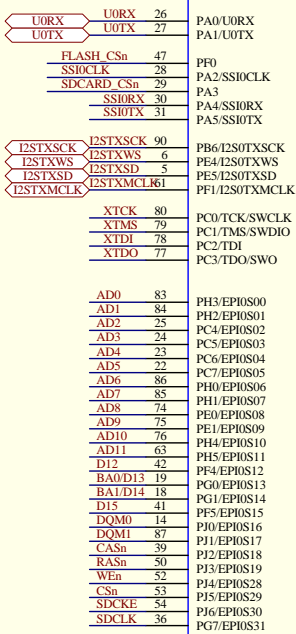 U0RX U0RX 26 PA0/U0RX
U0TX U0TX 27 PA1/U0TX
FLASH_CSn 47 PF0
SSI0CLK 28 PA2/SSI0CLK
SDCARD_CSn 29 PA3
SSI0RX 30 PA4/SSI0RX
SSI0TX 31 PA5/SSI0TX
I2STXSCK I2STXSCK 90 PB6/I2S0TXSCK
I2STXWS I2STXWS 6 PE4/I2S0TXWS
I2STXSD I2STXSD 5 PE5/I2S0TXSD
I2STXMCLK I2STXMCLK 61 PF1/I2S0TXMCLK
XTCK 80 PC0/TCK/SWCLK
XTMS 79 PC1/TMS/SWDIO
XTDI 78 PC2/TDI
XTDO 77 PC3/TDO/SWO
AD0 83 PH3/EPI0S00
AD1 84 PH2/EPI0S01
AD2 25 PC4/EPI0S02
AD3 24 PC5/EPI0S03
AD4 23 PC6/EPI0S04
AD5 22 PC7/EPI0S05
AD6 86 PH0/EPI0S06
AD7 85 PH1/EPI0S07
AD8 74 PE0/EPI0S08
AD9 75 PE1/EPI0S09
AD10 76 PH4/EPI0S10
AD11 63 PH5/EPI0S11
D12 42 PF4/EPI0S12
BA0/D13 19 PG0/EPI0S13
BA1/D14 18 PG1/EPI0S14
D15 41 PF5/EPI0S15
DQM0 14 PJ0/EPI0S16
DQM1 87 PJ1/EPI0S17
CASn 39 PJ2/EPI0S18
RASn 50 PJ3/EPI0S19
WEn 52 PJ4/EPI0S28
CSn 53 PJ5/EPI0S29
SDCKE 54 PJ6/EPI0S30
SDCLK 36 PG7/EPI0S31